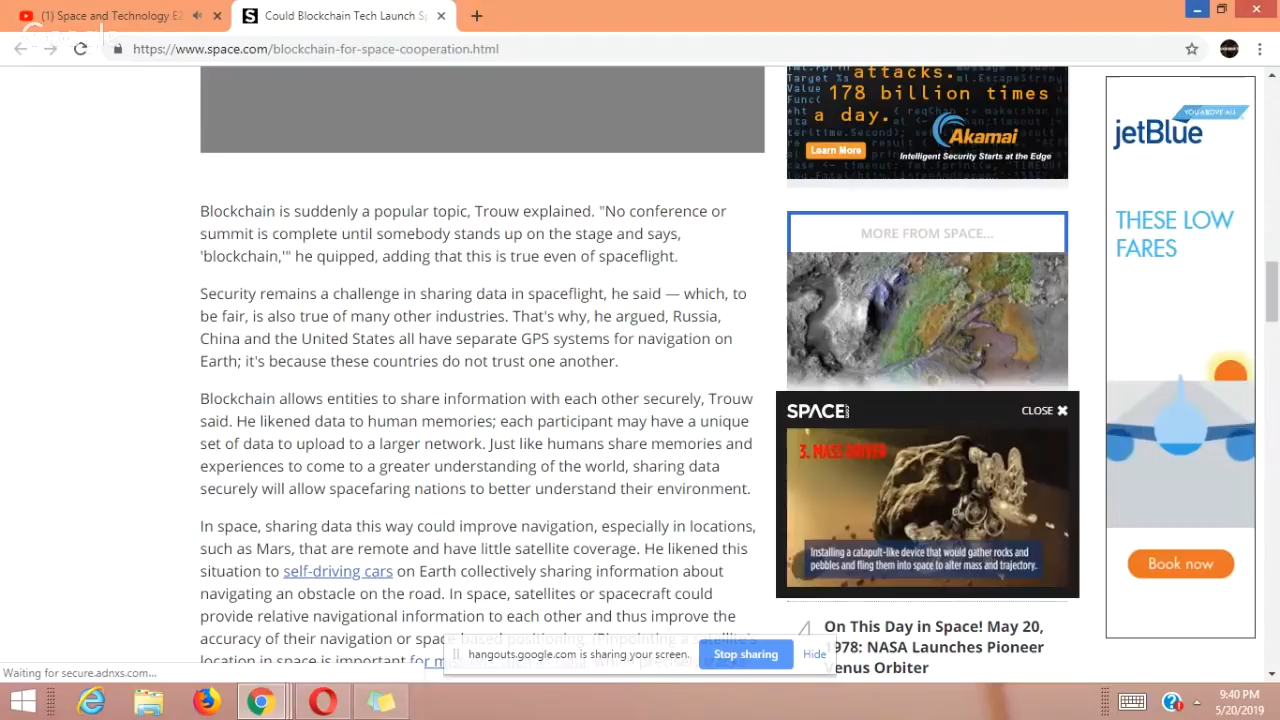 (1) Space and Technology E
Could Blockchain Tech Launch Sp
https://www.space.com/blockchain-for-space-cooperation.html
attacks.
178 billion times
a day.
Akamai
Learn More
Intelligent Security Starts at the Edge
YOU ABOVE ALL
jetBlue
THESE LOW
FARES
Book now
Blockchain is suddenly a popular topic, Trouw explained. "No conference or
summit is complete until somebody stands up on the stage and says,
'blockchain,'" he quipped, adding that this is true even of spaceflight.
Security remains a challenge in sharing data in spaceflight, he said — which, to
be fair, is also true of many other industries. That's why, he argued, Russia,
China and the United States all have separate GPS systems for navigation on
Earth; it's because these countries do not trust one another.
Blockchain allows entities to share information with each other securely, Trouw
said. He likened data to human memories; each participant may have a unique
set of data to upload to a larger network. Just like humans share memories and
experiences to come to a greater understanding of the world, sharing data
securely will allow spacefaring nations to better understand their environment.
In space, sharing data this way could improve navigation, especially in locations,
such as Mars, that are remote and have little satellite coverage. He likened this
situation to self-driving cars on Earth collectively sharing information about
navigating an obstacle on the road. In space, satellites or spacecraft could
provide relative navigational information to each other and thus improve the
accuracy of their navigation or space-based positioning. (Pinpointing a satellite's
location in space is important for
MORE FROM SPACE...
SPACE
CLOSE
3. MASS DRIVER
Installing a catapult-like device that would gather rocks and
pebbles and fling them into space to alter mass and trajectory.
4
On This Day in Space! May 20,
1978: NASA Launches Pioneer
Venus Orbiter
hangouts.google.com is sharing your screen.
Stop sharing
Hide
Waiting for secure.adnxs.com...
9:40 PM
5/20/2019